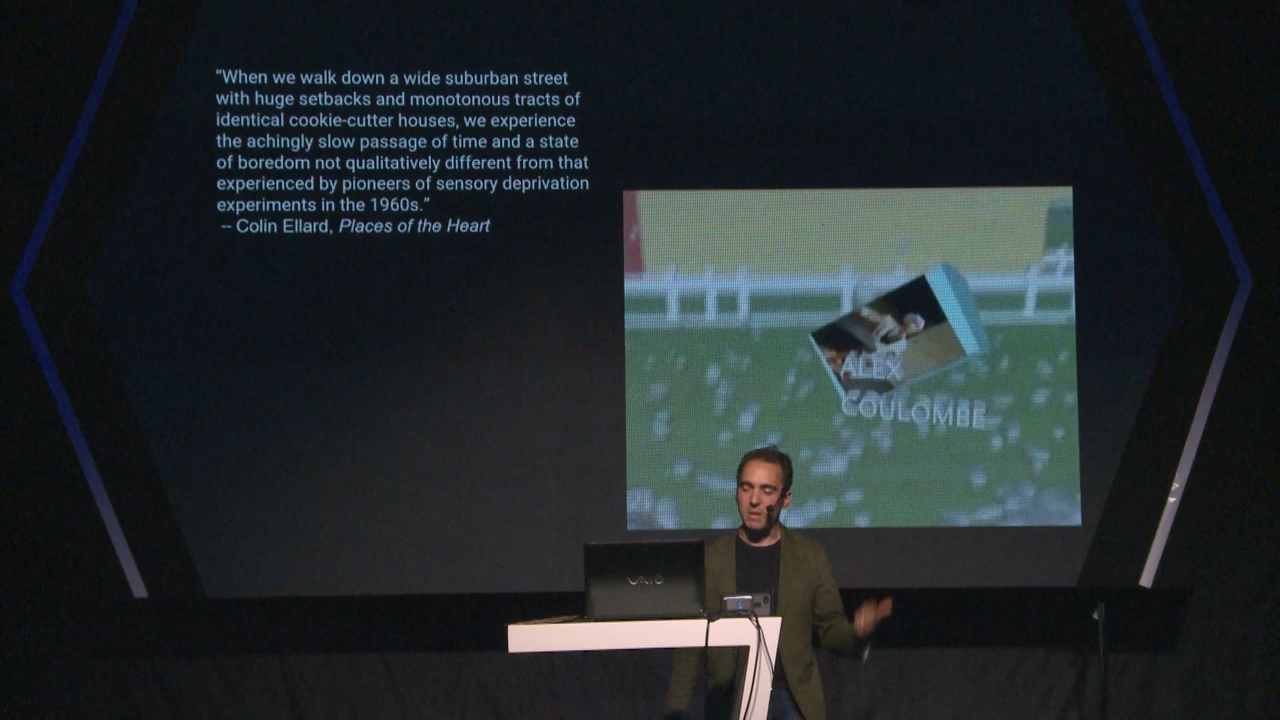 “When we walk down a wide suburban street
with huge setbacks and monotonous tracts of
identical cookie-cutter houses, we experience
the achingly slow passage of time and a state
of boredom not qualitatively different from that
experienced by pioneers of sensory deprivation
experiments in the 1960s.”
-- Colin Ellard, Places of the Heart
ALEX
COULOMBE
VAIO